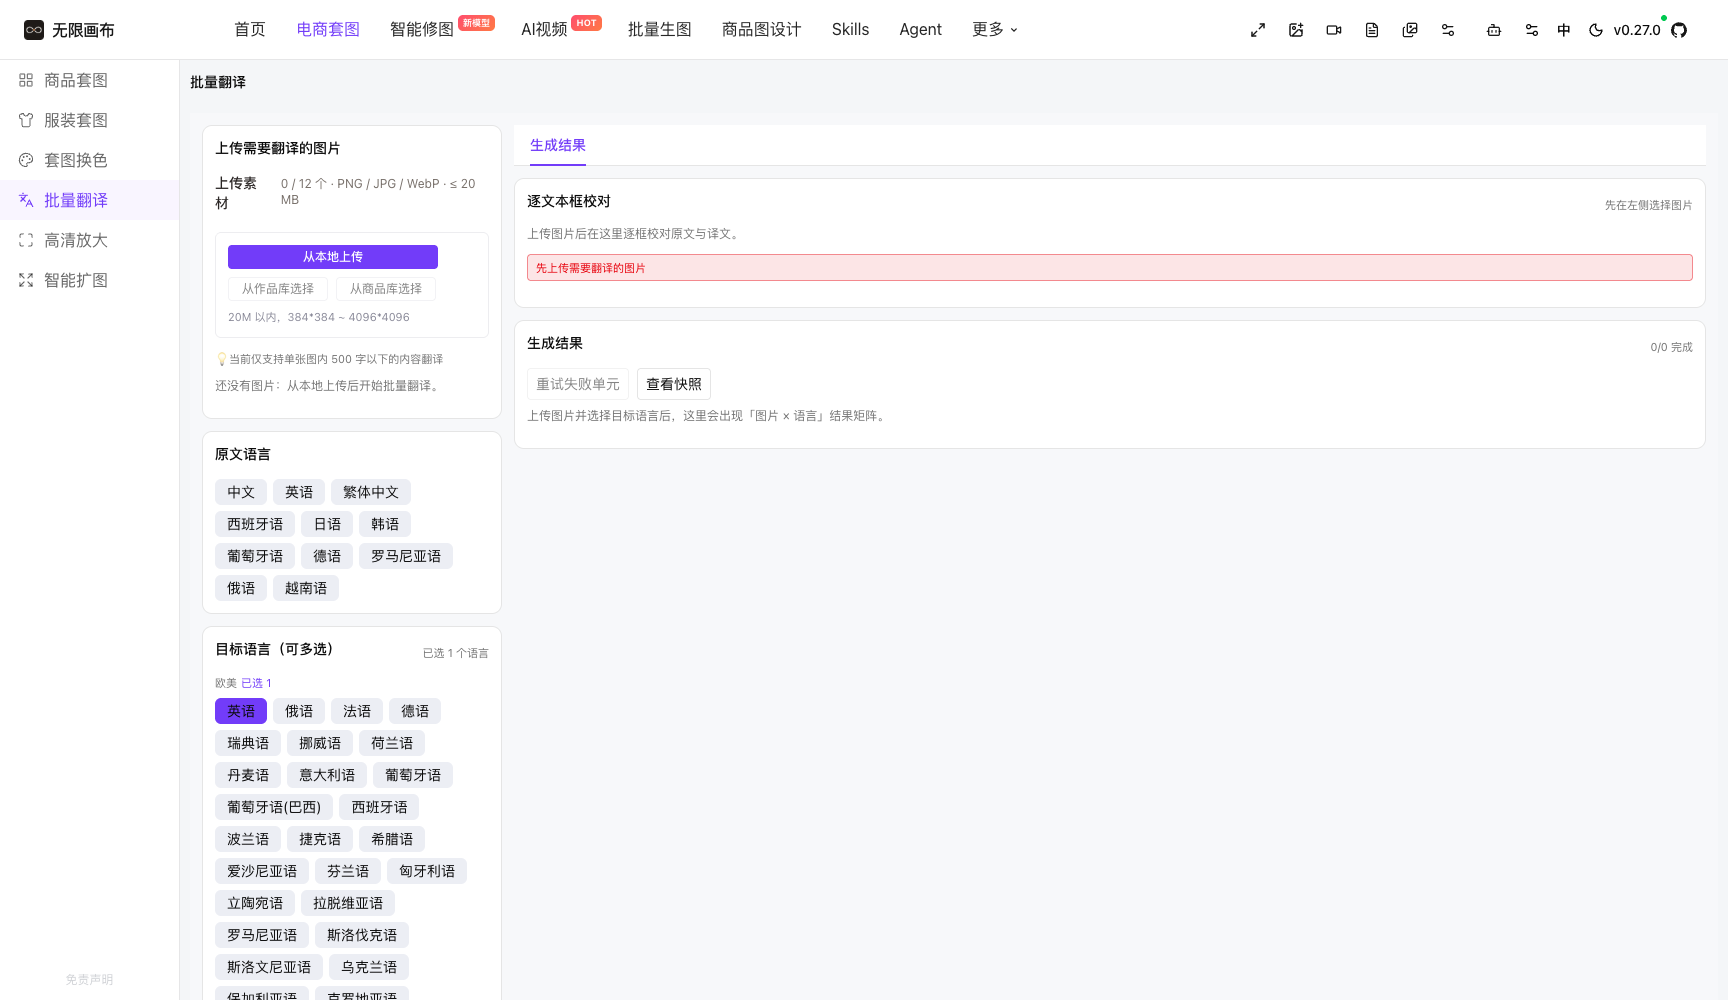 无限画布
首页
电商套图
智能修图
新模型
AI视频
HOT
批量生图
商品图设计
Skills
Agent
更多
中
v0.27.0
商品套图
服装套图
套图换色
批量翻译
高清放大
智能扩图
免责声明
批量翻译
上传需要翻译的图片
上传素
材
0 / 12 个 · PNG / JPG / WebP · ≤ 20
MB
从本地上传
从作品库选择
从商品库选择
20M 以内，384*384 ~ 4096*4096
💡当前仅支持单张图内 500 字以下的内容翻译
还没有图片：从本地上传后开始批量翻译。
原文语言
中文 英语 繁体中文
西班牙语 日语 韩语
葡萄牙语 德语 罗马尼亚语
俄语 越南语
目标语言（可多选）
已选 1 个语言
欧美 已选 1
英语 俄语 法语 德语
瑞典语 挪威语 荷兰语
丹麦语 意大利语 葡萄牙语
葡萄牙语(巴西) 西班牙语
波兰语 捷克语 希腊语
爱沙尼亚语 芬兰语 匈牙利语
立陶宛语 拉脱维亚语
罗马尼亚语 斯洛伐克语
斯洛文尼亚语 乌克兰语
保加利亚语 克罗地亚语
生成结果
逐文本框校对
先在左侧选择图片
上传图片后在这里逐框校对原文与译文。
先上传需要翻译的图片
生成结果
0/0 完成
重试失败单元
查看快照
上传图片并选择目标语言后，这里会出现「图片 × 语言」结果矩阵。